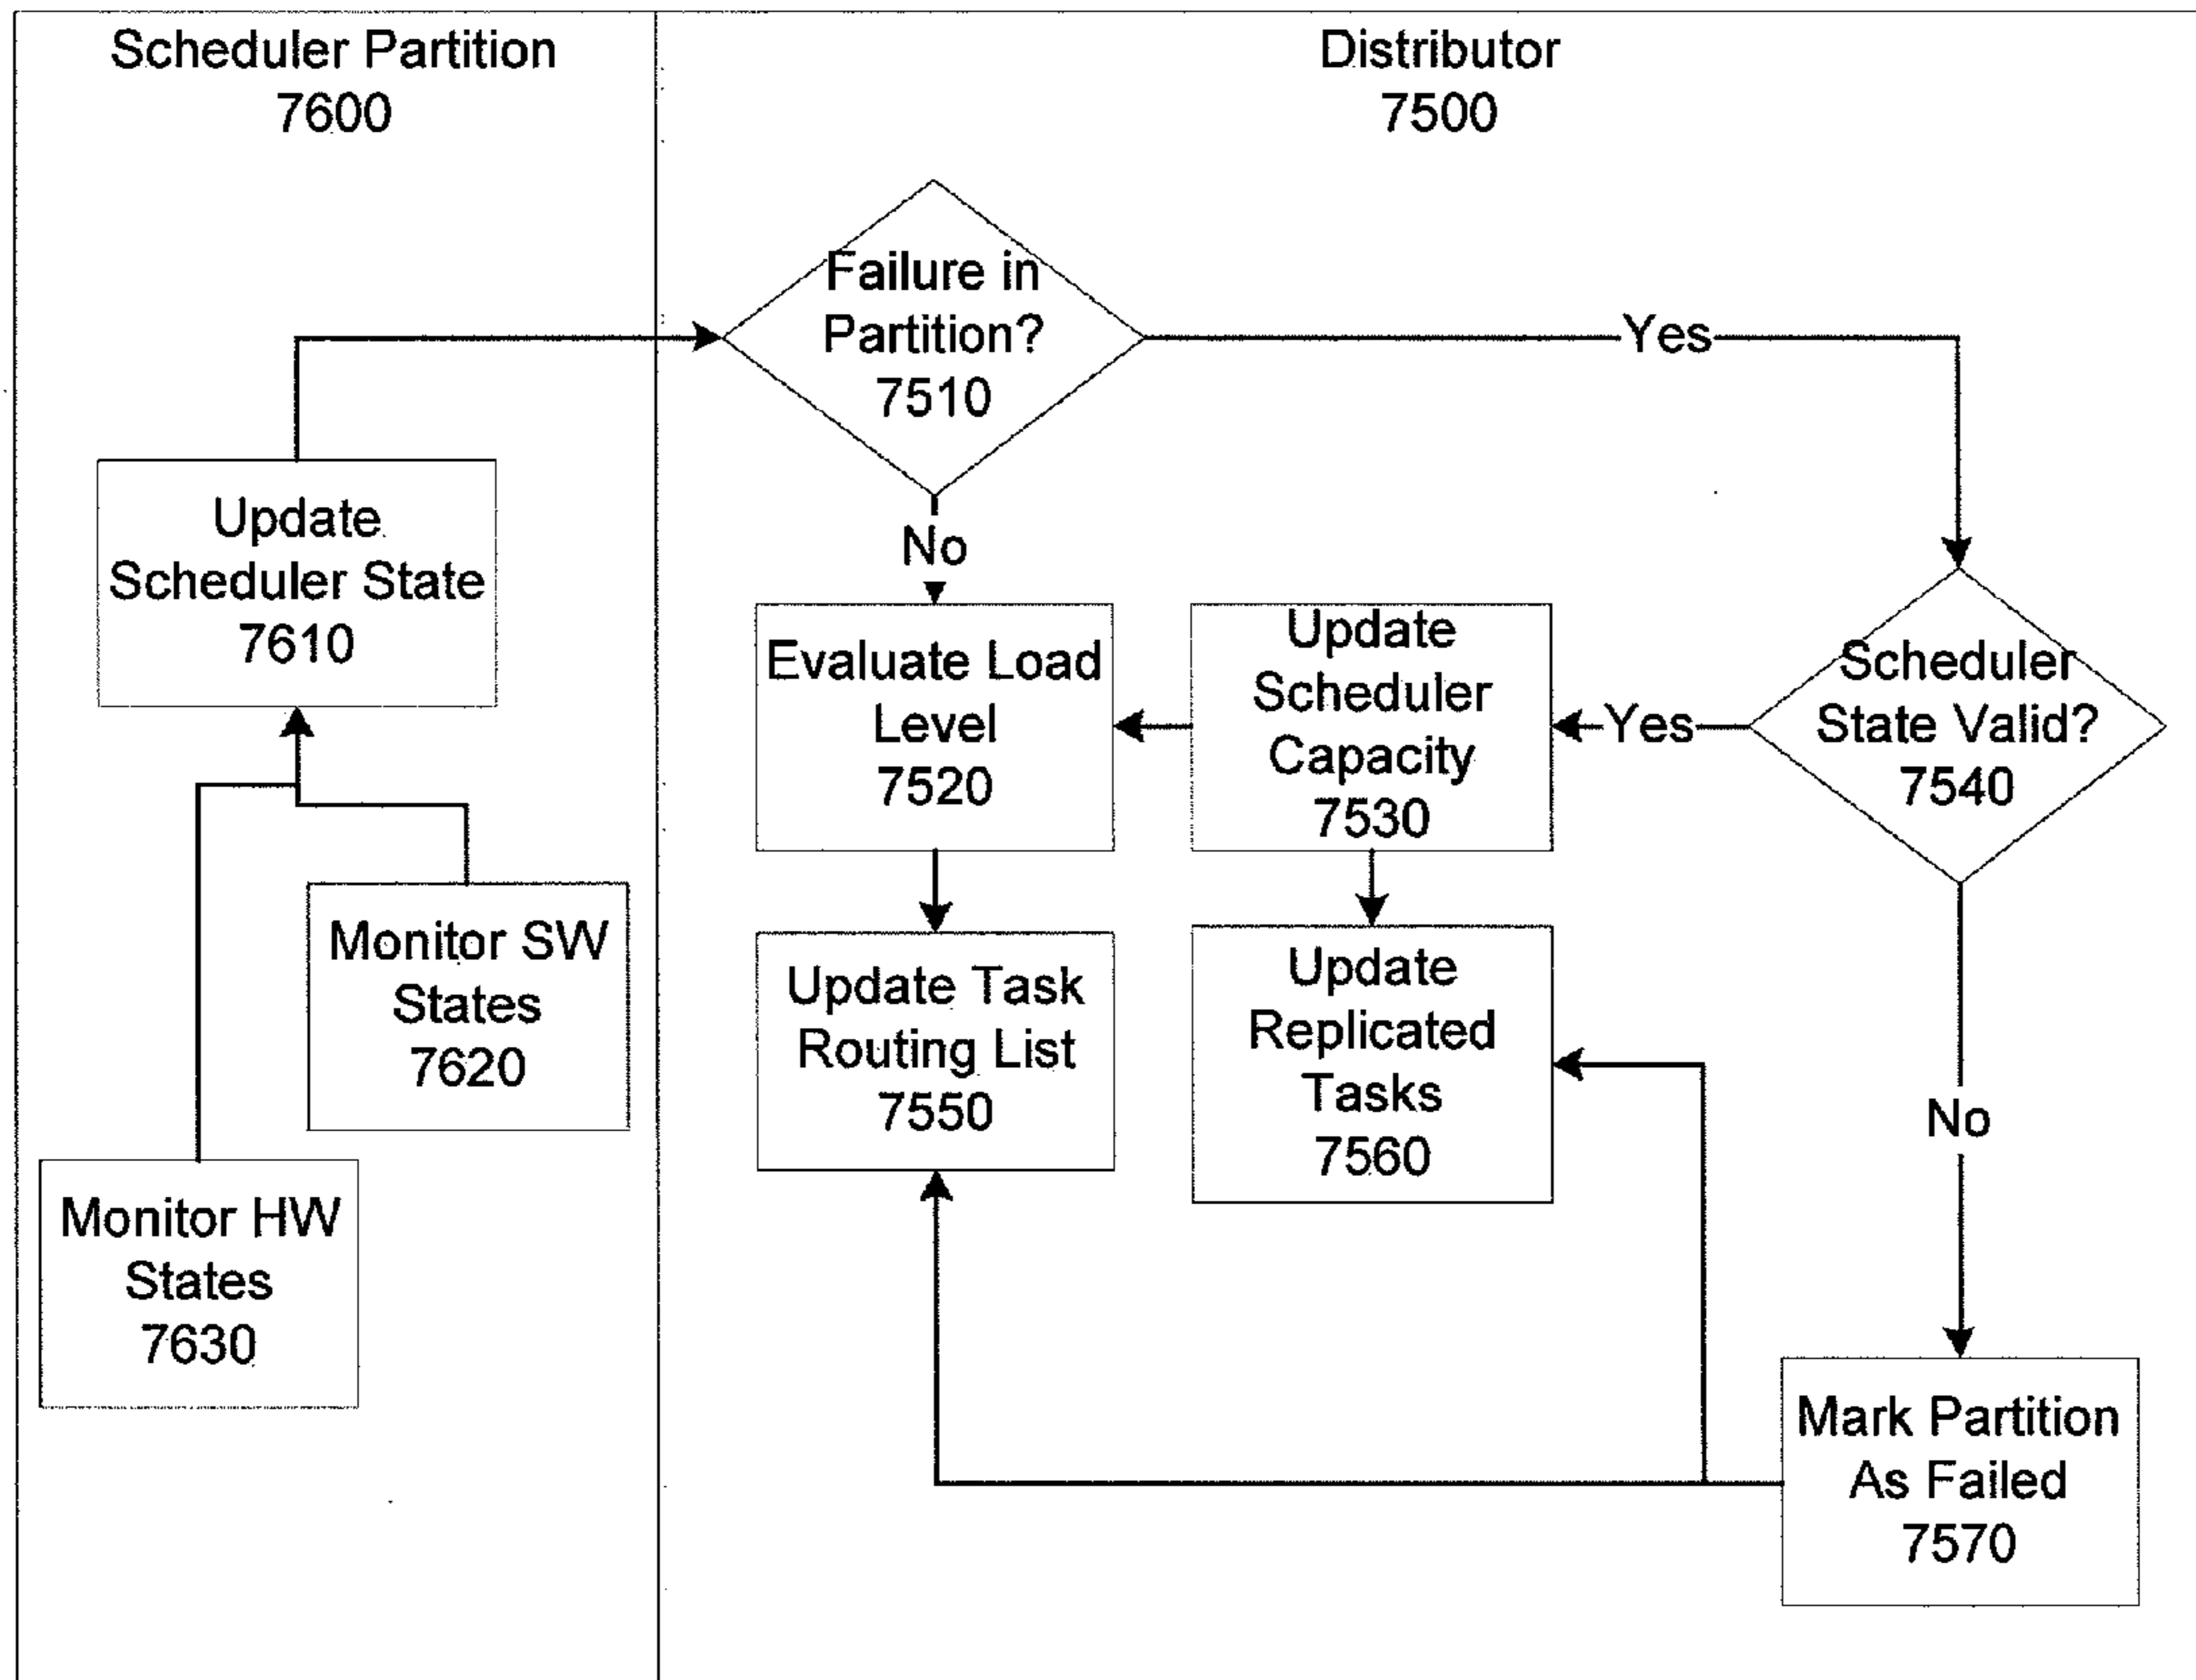 Scheduler Partition
7600
Distributor
7500
Failure in
Partition?
7510
Yes
No
Update
Scheduler State
7610
Evaluate Load
Level
7520
Update
Scheduler
Capacity
7530
Yes
Scheduler
State Valid?
7540
Monitor SW
States
7620
Update Task
Routing List
7550
Update
Replicated
Tasks
7560
No
Monitor HW
States
7630
Mark Partition
As Failed
7570